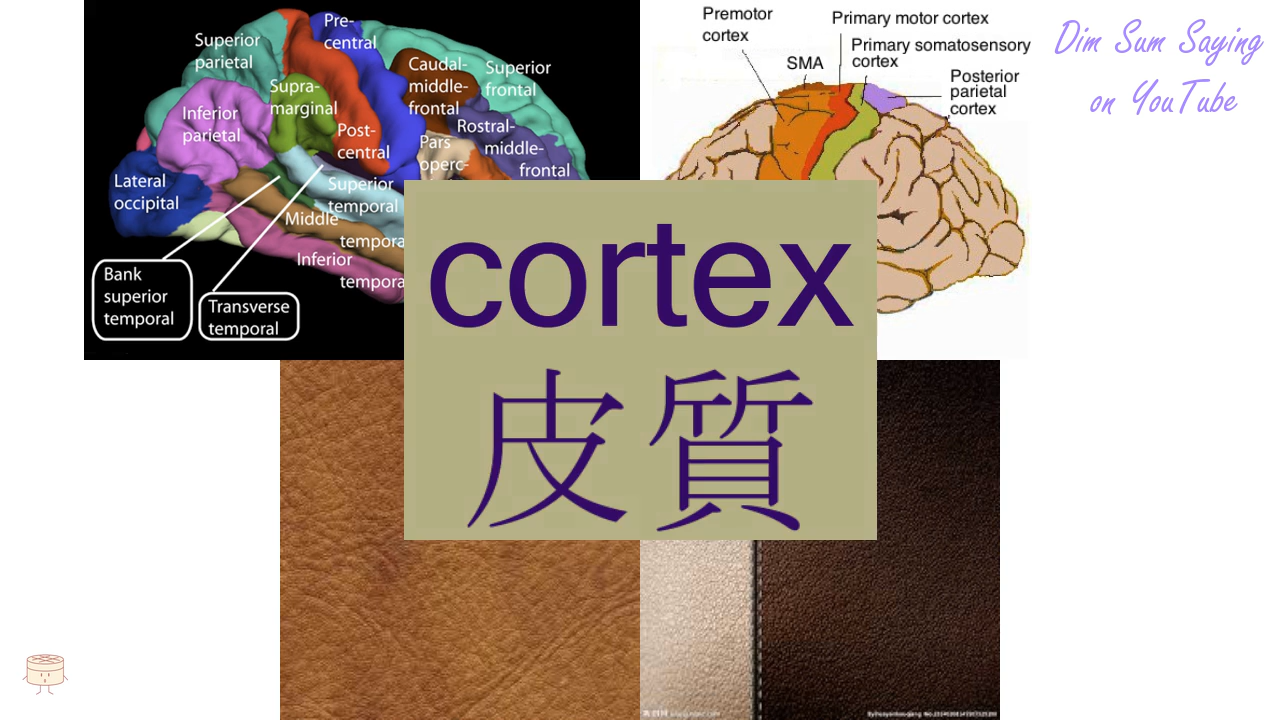 Superior
parietal
Pre-
central
Caudal-
middle-
frontal
Superior
frontal
Supra-
marginal
Inferior
parietal
Post-
central
Rostral-
middle-
frontal
Pars
operc-
Lateral
occipital
Superior
temporal
Middle
tempora
Inferior
tempora
Bank
superior
temporal
Transverse
temporal
Premotor
cortex
Primary motor cortex
SMA
Primary somatosensory
cortex
Posterior
parietal
cortex
Dim Sum Saying
on YouTube
cortex
皮質